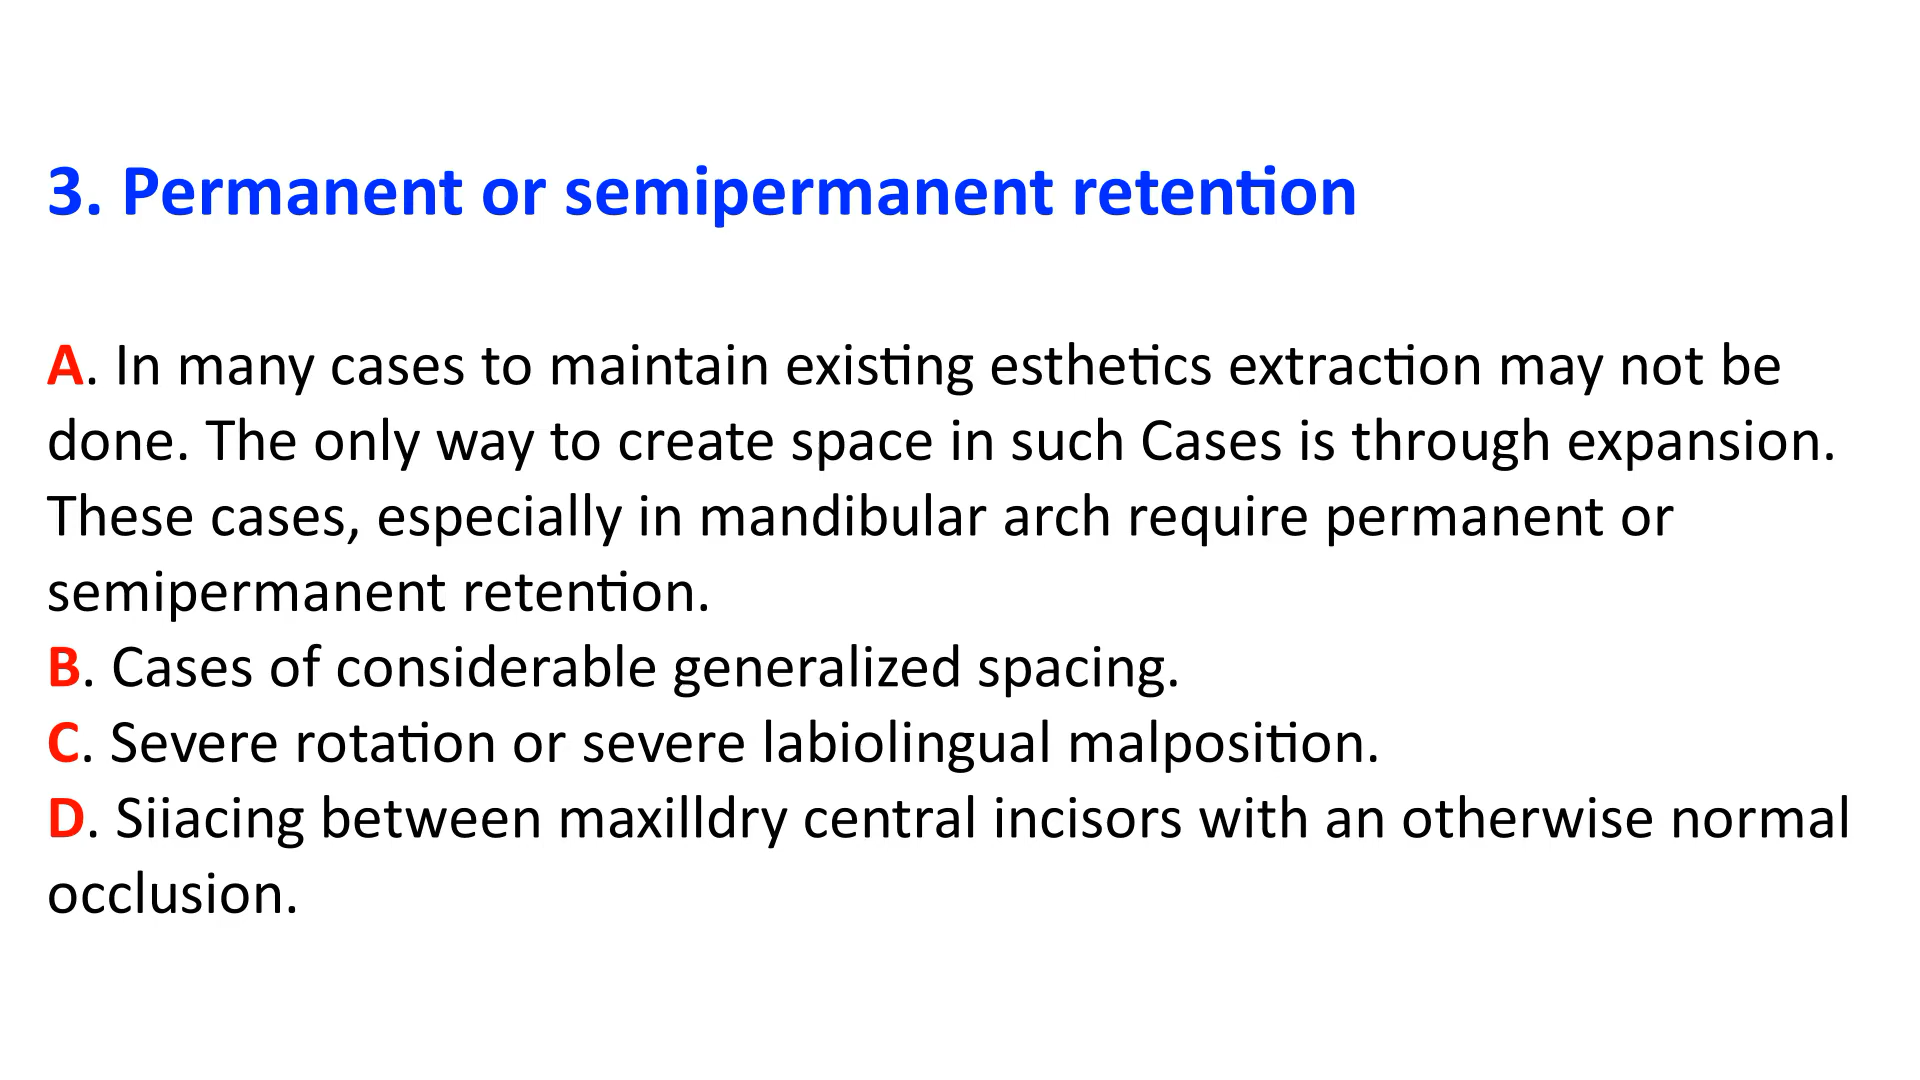 3. Permanent or semipermanent retention
A. In many cases to maintain existing esthetics extraction may not be
done. The only way to create space in such Cases is through expansion.
These cases, especially in mandibular arch require permanent or
semipermanent retention.
B. Cases of considerable generalized spacing.
C. Severe rotation or severe labiolingual malposition.
D. Siiacing between maxilldry central incisors with an otherwise normal
occlusion.